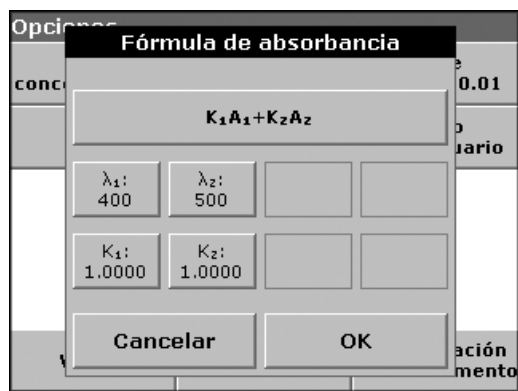 Opciones
Fórmula de absorbancia
conc
0.01
K₁A₁+K₂A₂
uario
λ₁:
400
λ₂:
500
K₁:
1.0000
K₂:
1.0000
Cancelar
OK
ación
mento